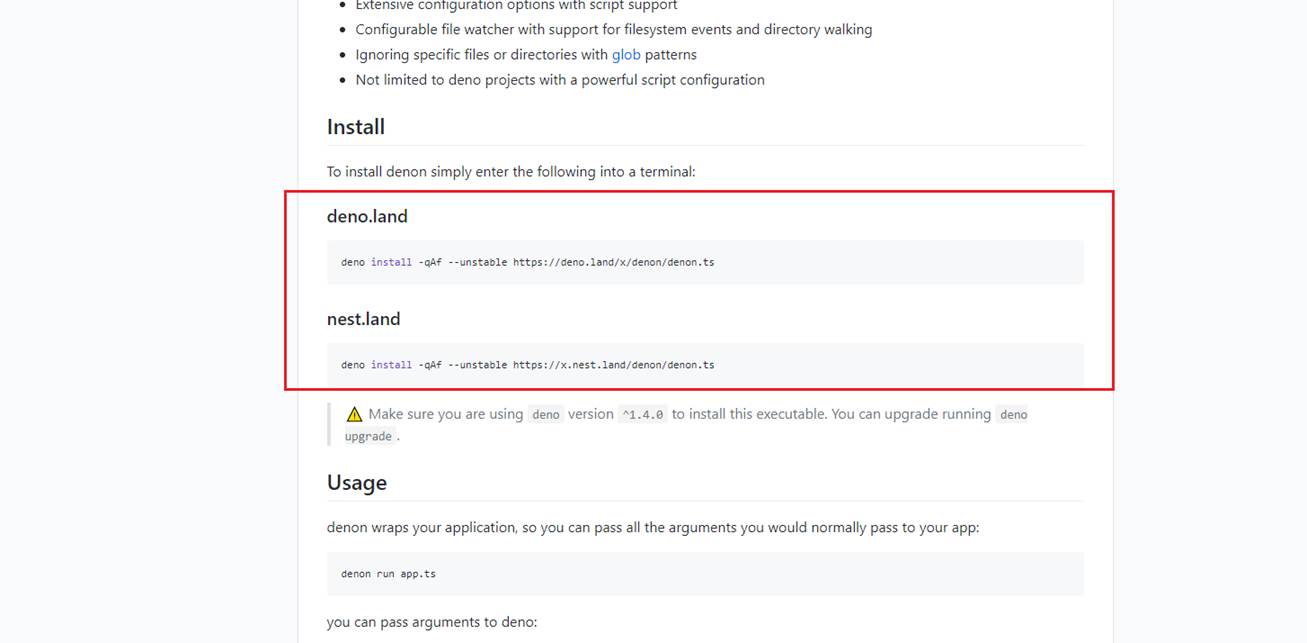 Extensive configuration options with script support
Configurable file watcher with support for filesystem events and directory walking
Ignoring specific files or directories with glob patterns
Not limited to deno projects with a powerful script configuration
Install
To install denon simply enter the following into a terminal:
deno.land
deno install -qAf --unstable https://deno.land/x/denon/denon.ts
nest.land
deno install -qAf --unstable https://x.nest.land/denon/denon.ts
⚠️ Make sure you are using deno version ^1.4.0 to install this executable. You can upgrade running deno
upgrade.
Usage
denon wraps your application, so you can pass all the arguments you would normally pass to your app:
denon run app.ts
you can pass arguments to deno: